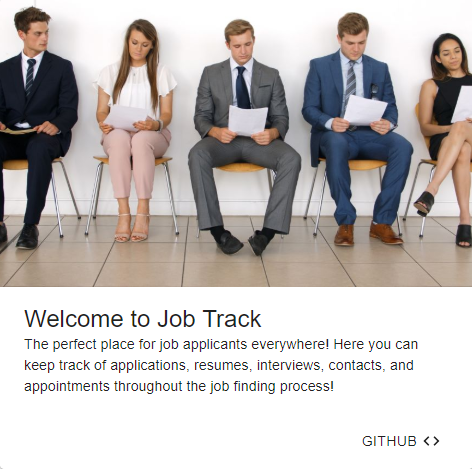 Welcome to Job Track
The perfect place for job applicants everywhere! Here you can
keep track of applications, resumes, interviews, contacts, and
appointments throughout the job finding process!
GITHUB <>